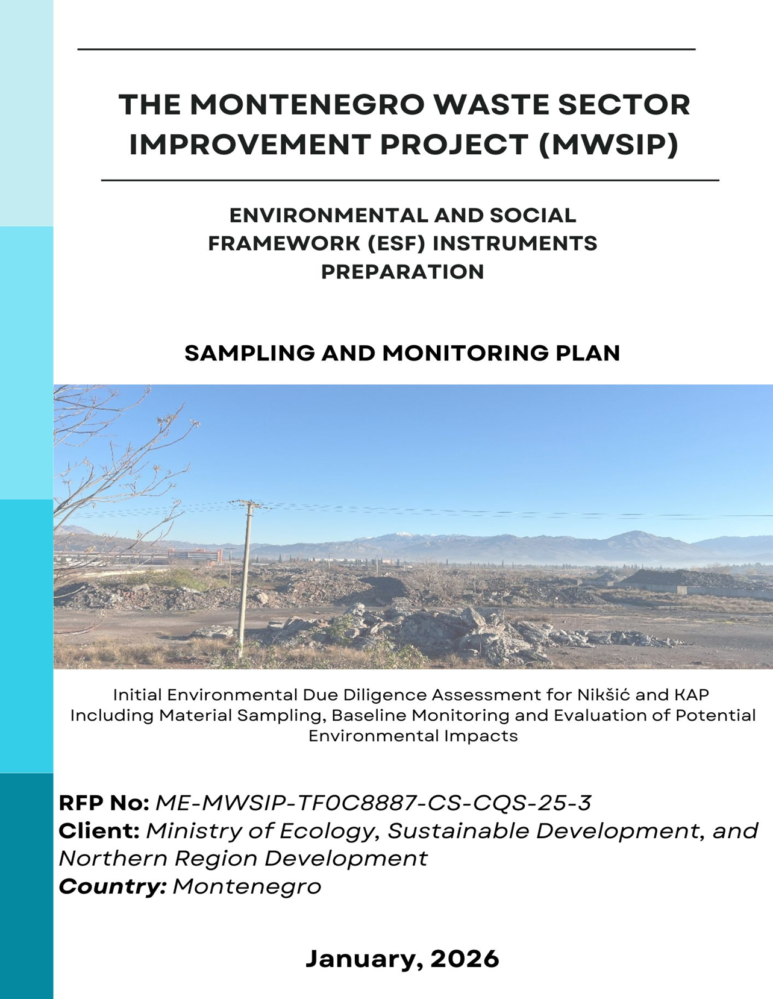 THE MONTENEGRO WASTE SECTOR
IMPROVEMENT PROJECT (MWSIP)
ENVIRONMENTAL AND SOCIAL
FRAMEWORK (ESF) INSTRUMENTS
PREPARATION
SAMPLING AND MONITORING PLAN
Initial Environmental Due Diligence Assessment for Nikšić and KAP
Including Material Sampling, Baseline Monitoring and Evaluation of Potential
Environmental Impacts
RFP No: ME-MWSIP-TF0C8887-CS-CQS-25-3
Client: Ministry of Ecology, Sustainable Development, and
Northern Region Development
Country: Montenegro
January, 2026